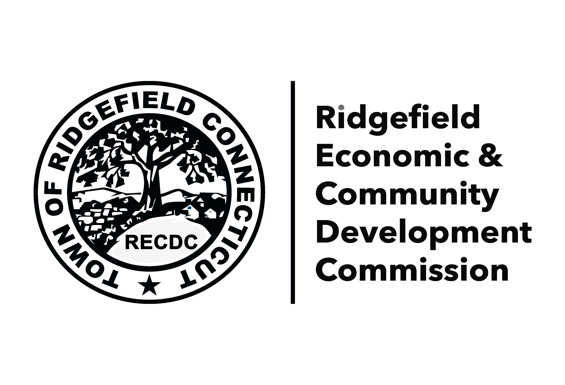 TOWN OF RIDGEFIELD CONNECTICUT
RECDC
Ridgefield
Economic &
Community
Development
Commission